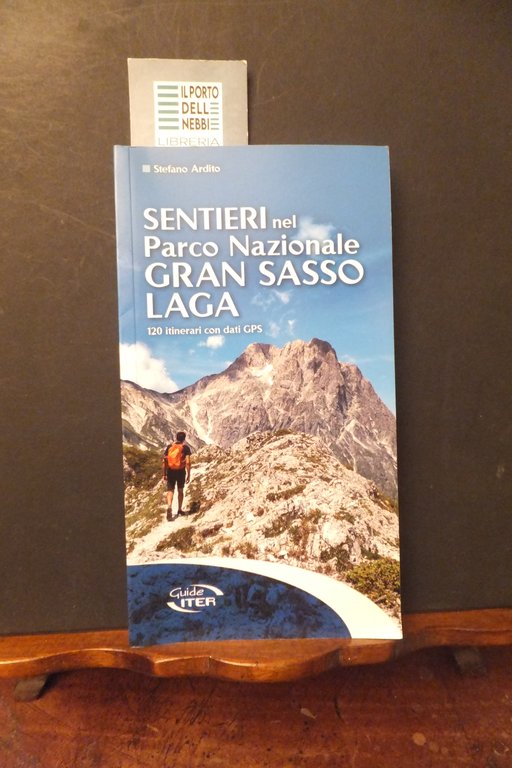 IL PORTO
DELL
NEBBI
LIBRERIA
Stefano Ardito
SENTIERI nel
Parco Nazionale
GRAN SASSO
LAGA
120 itinerari con dati GPS
Guide
ITER